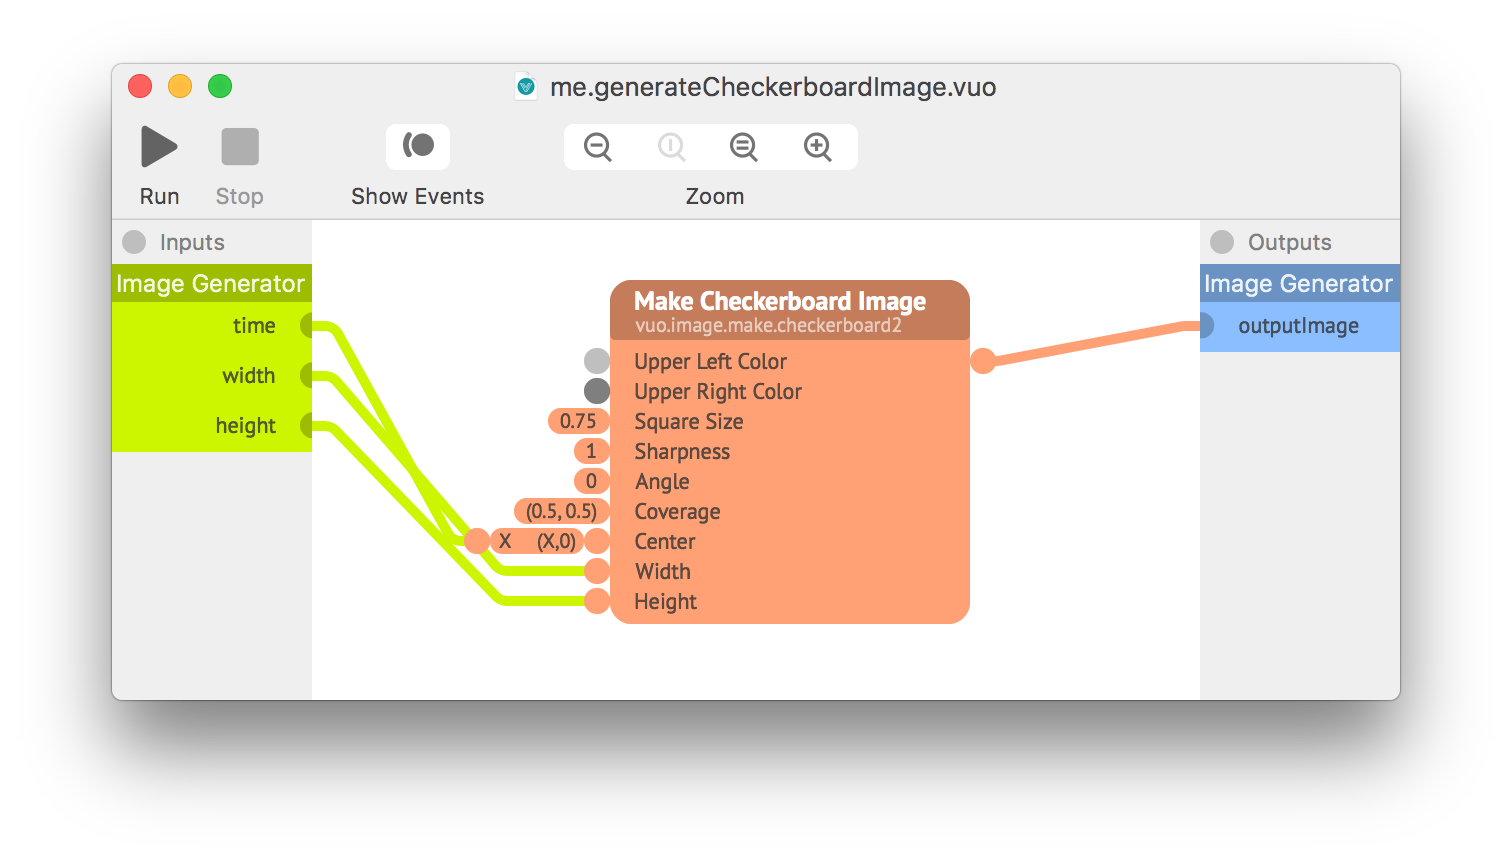 me.generateCheckerboardImage.vuo
Run
Stop
Show Events
Zoom
Inputs
Image Generator
time
width
height
Make Checkerboard Image
vuo.image.make.checkerboard2
Upper Left Color
Upper Right Color
0.75 Square Size
1 Sharpness
0 Angle
(0.5, 0.5) Coverage
X (X,0) Center
Width
Height
Outputs
Image Generator
outputImage